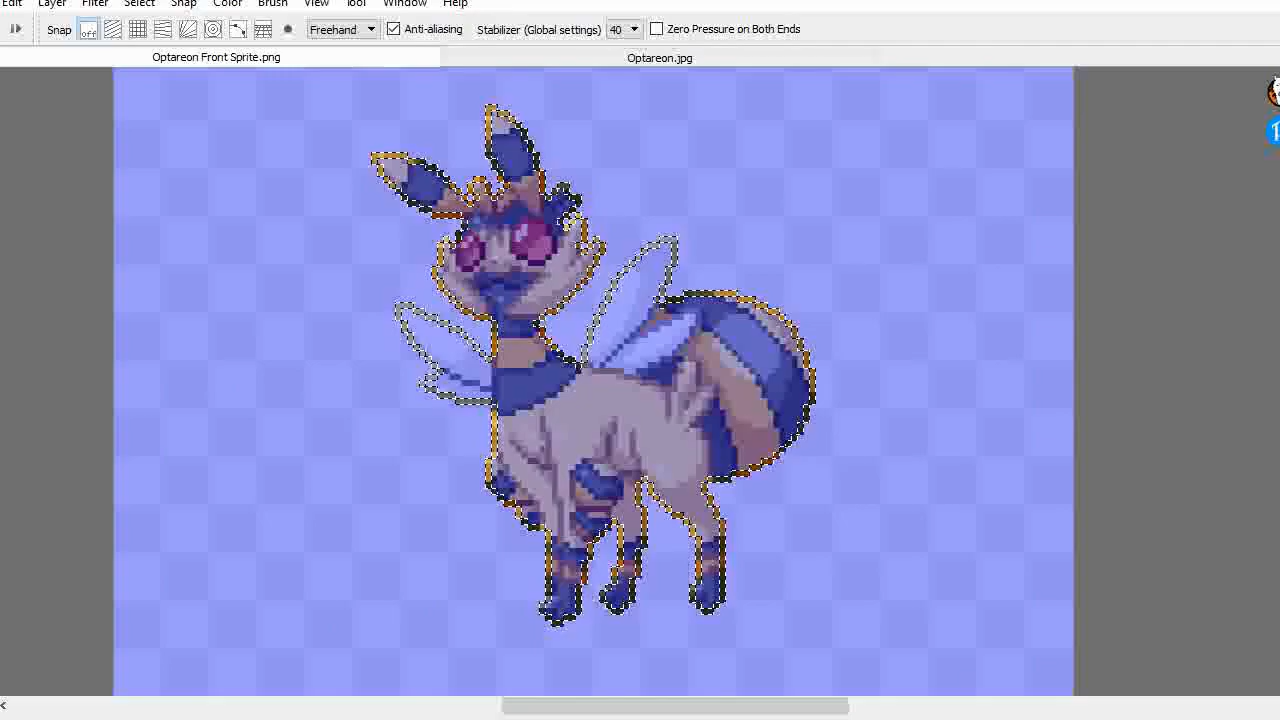 Edit Layer Filter Select Snap Color Brush View Tool Window Help
Snap off Freehand Anti-aliasing Stabilizer (Global settings) 40 Zero Pressure on Both Ends
Optareon Front Sprite.png Optareon.jpg